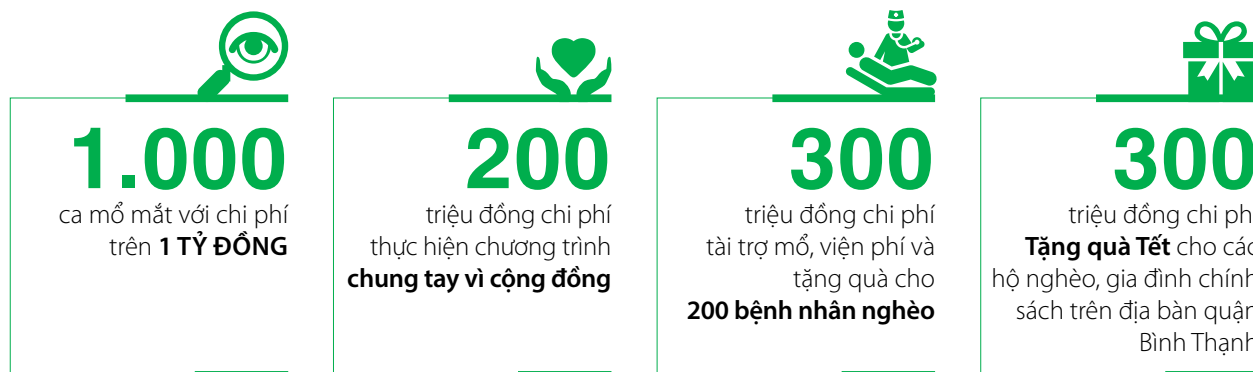 1.000
ca mổ mắt với chi phí
trên 1 TỶ ĐỒNG
200
triệu đồng chi phí
thực hiện chương trình
chung tay vì cộng đồng
300
triệu đồng chi phí
tài trợ mổ, viện phí và
tặng quà cho
200 bệnh nhân nghèo
300
triệu đồng chi phí
Tặng quà Tết cho các
hộ nghèo, gia đình chính
sách trên địa bàn quận
Bình Thạnh